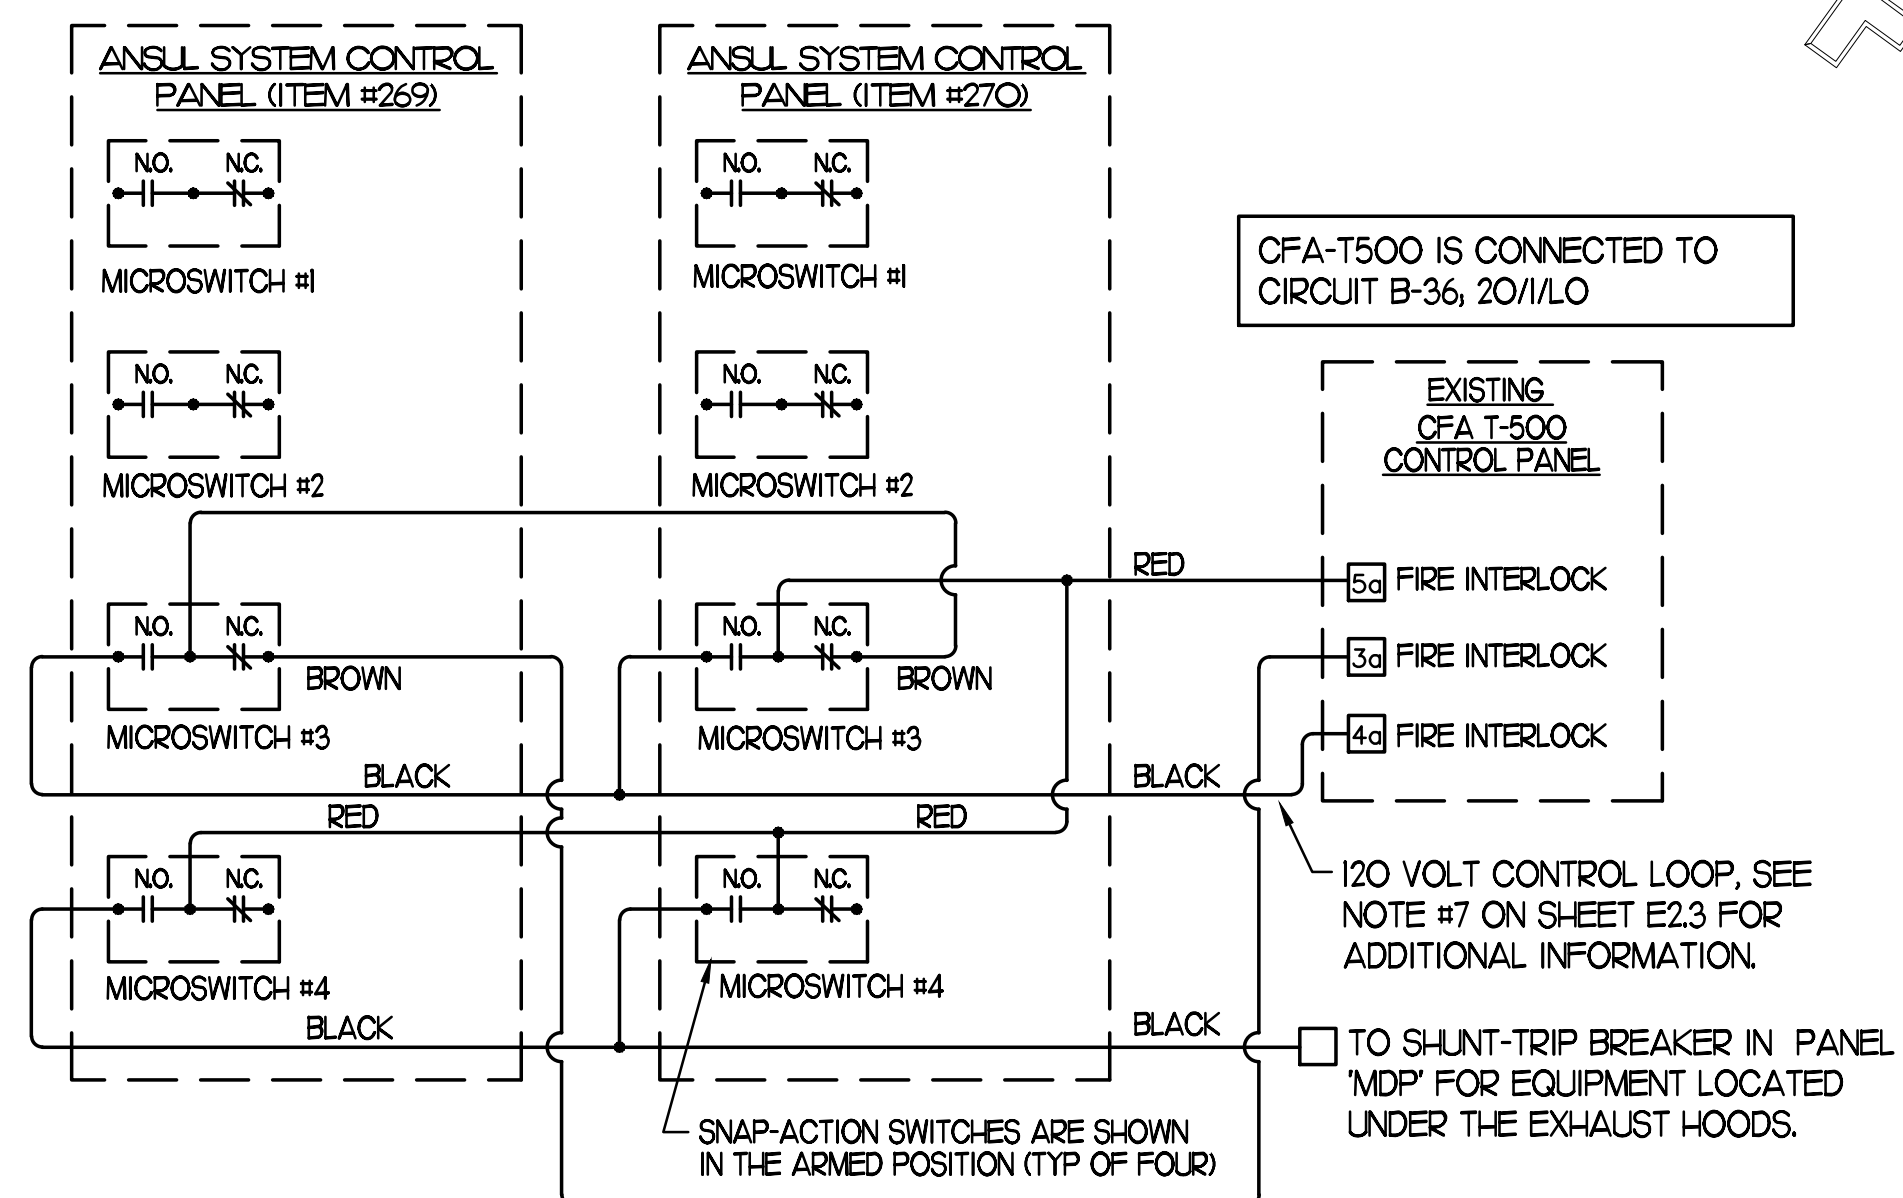 ANSUL SYSTEM CONTROL
PANEL (ITEM #269)
N.O. N.C.
MICROSWITCH #1
N.O. N.C.
MICROSWITCH #2
N.O. N.C.
BROWN
MICROSWITCH #3
BLACK
RED
N.O. N.C.
MICROSWITCH #4
BLACK
ANSUL SYSTEM CONTROL
PANEL (ITEM #270)
N.O. N.C.
MICROSWITCH #1
N.O. N.C.
MICROSWITCH #2
N.O. N.C.
BROWN
MICROSWITCH #3
RED
N.O. N.C.
MICROSWITCH #4
SNAP-ACTION SWITCHES ARE SHOWN
IN THE ARMED POSITION (TYP OF FOUR)
RED
BLACK
BLACK
CFA-T500 IS CONNECTED TO
CIRCUIT B-36, 20/1/LO
EXISTING
CFA T-500
CONTROL PANEL
5a FIRE INTERLOCK
3a FIRE INTERLOCK
4a FIRE INTERLOCK
120 VOLT CONTROL LOOP, SEE
NOTE #7 ON SHEET E2.3 FOR
ADDITIONAL INFORMATION.
TO SHUNT-TRIP BREAKER IN PANEL
'MDP' FOR EQUIPMENT LOCATED
UNDER THE EXHAUST HOODS.